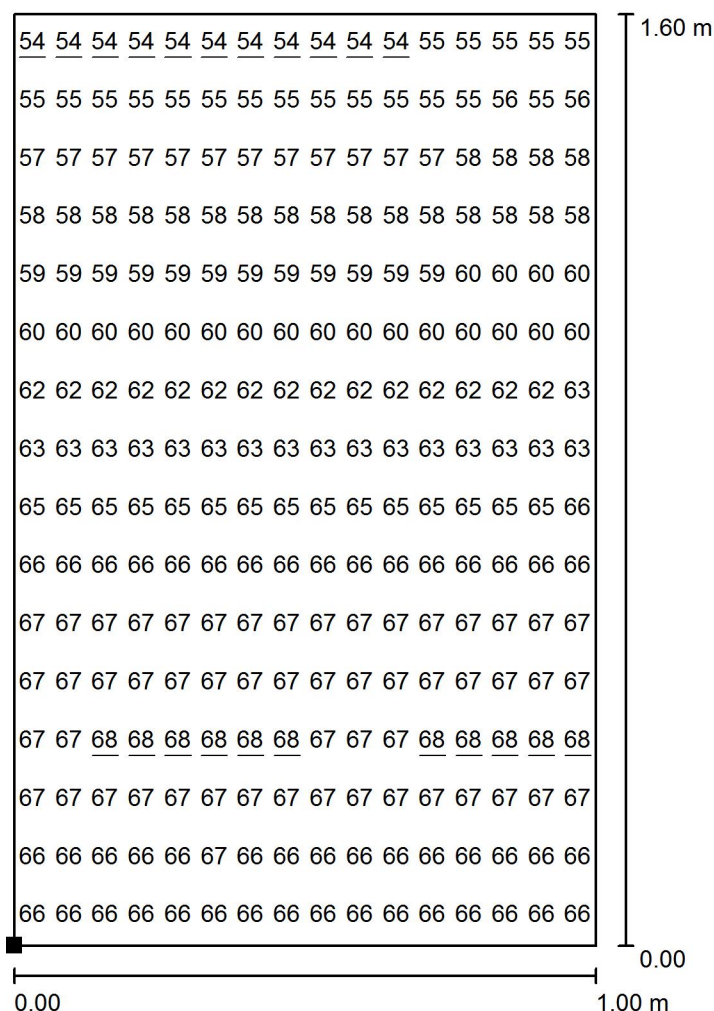 54 54 54 54 54 54 54 54 54 54 54 55 55 55 55 55
1.60 m
55 55 55 55 55 55 55 55 55 55 55 55 55 56 55 56
57 57 57 57 57 57 57 57 57 57 57 57 58 58 58 58
58 58 58 58 58 58 58 58 58 58 58 58 58 58 58 58
59 59 59 59 59 59 59 59 59 59 59 59 60 60 60 60
60 60 60 60 60 60 60 60 60 60 60 60 60 60 60 60
62 62 62 62 62 62 62 62 62 62 62 62 62 62 62 63
63 63 63 63 63 63 63 63 63 63 63 63 63 63 63 63
65 65 65 65 65 65 65 65 65 65 65 65 65 65 65 66
66 66 66 66 66 66 66 66 66 66 66 66 66 66 66 66
67 67 67 67 67 67 67 67 67 67 67 67 67 67 67 67
67 67 67 67 67 67 67 67 67 67 67 67 67 67 67 67
67 67 68 68 68 68 68 68 67 67 67 68 68 68 68 68
67 67 67 67 67 67 67 67 67 67 67 67 67 67 67 67
66 66 66 66 66 67 66 66 66 66 66 66 66 66 66 66
66 66 66 66 66 66 66 66 66 66 66 66 66 66 66 66
0.00
0.00 1.00 m